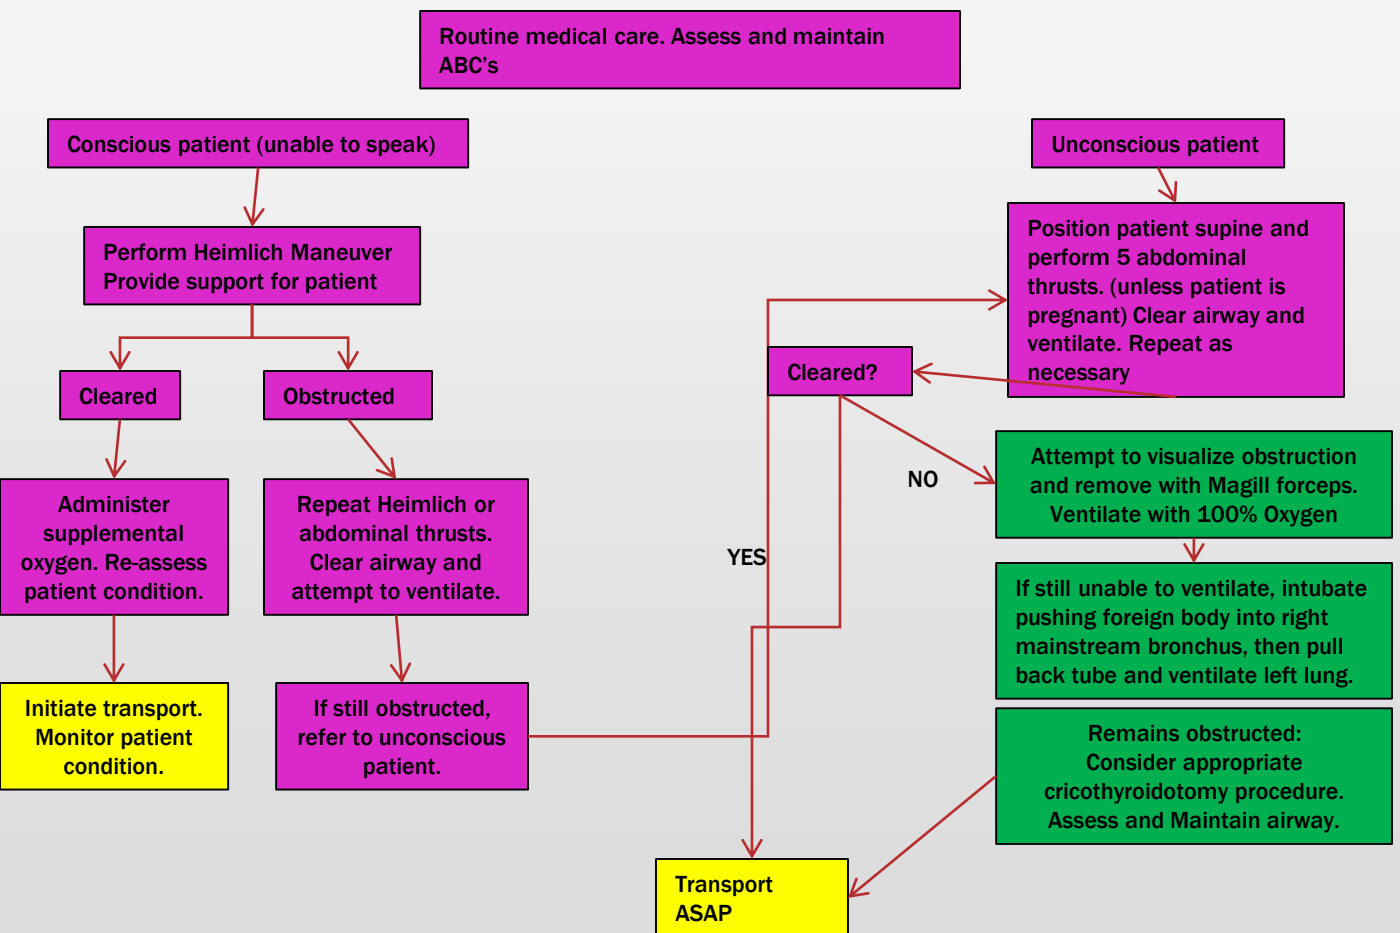 Routine medical care. Assess and maintain
ABC’s
Conscious patient (unable to speak)
Unconscious patient
Perform Heimlich Maneuver
Provide support for patient
Position patient supine and
perform 5 abdominal
thrusts. (unless patient is
pregnant) Clear airway and
ventilate. Repeat as
necessary
Cleared?
Cleared
Obstructed
Attempt to visualize obstruction
and remove with Magill forceps.
Ventilate with 100% Oxygen
NO
YES
Administer
supplemental
oxygen. Re-assess
patient condition.
Repeat Heimlich or
abdominal thrusts.
Clear airway and
attempt to ventilate.
If still unable to ventilate, intubate
pushing foreign body into right
mainstream bronchus, then pull
back tube and ventilate left lung.
Initiate transport.
Monitor patient
condition.
If still obstructed,
refer to unconscious
patient.
Remains obstructed:
Consider appropriate
cricothyroidotomy procedure.
Assess and Maintain airway.
Transport
ASAP